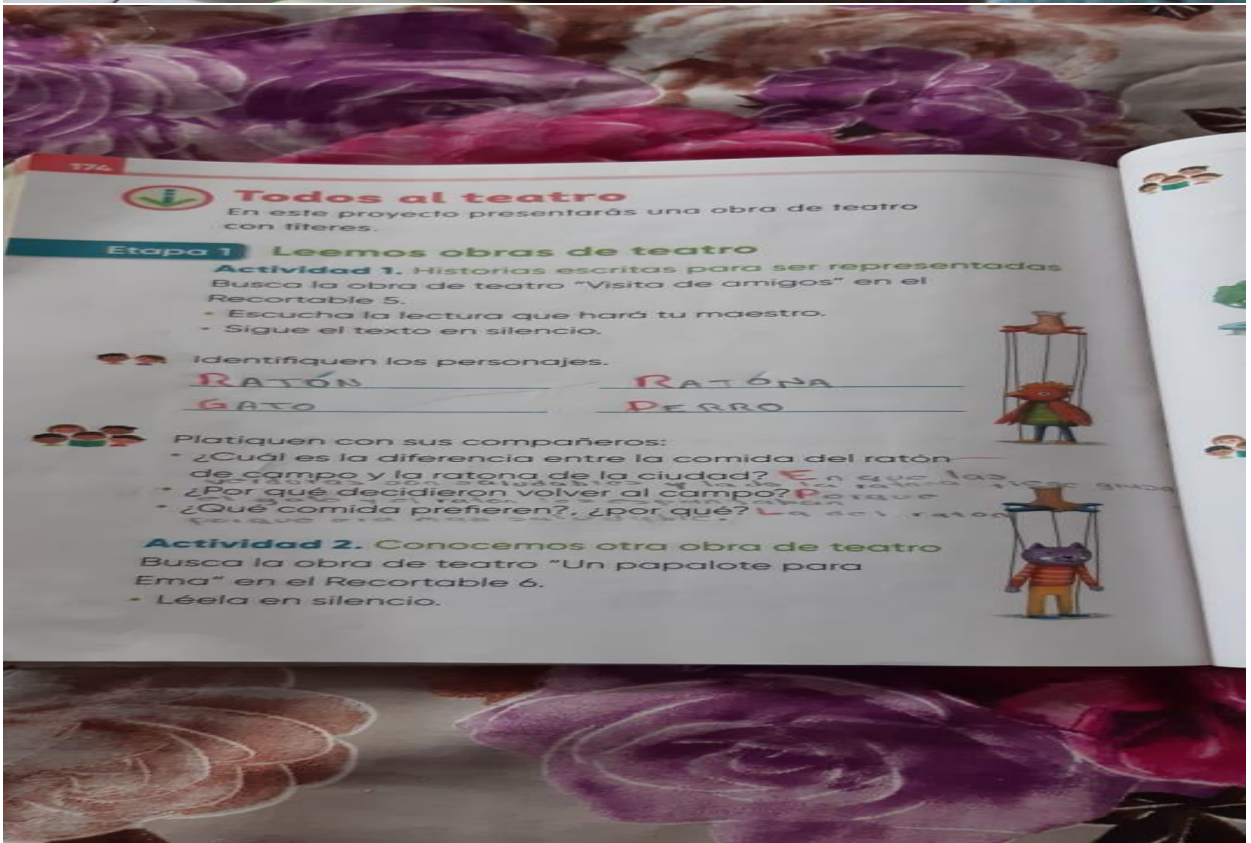 174
Todos al teatro
En este proyecto presentarás una obra de teatro
con títeres.
Etapa 1 Leemos obras de teatro
Actividad 1. Historias escritas para ser representadas
Busca la obra de teatro "Visita de amigos" en el
Recortable 5.
• Escucha la lectura que hará tu maestro.
• Sigue el texto en silencio.
Identifiquen los personajes.
RATÓN RATÓNA
GATO PERRO
Platiquen con sus compañeros:
• ¿Cuál es la diferencia entre la comida del ratón
de campo y la ratona de la ciudad? En que las
• ¿Por qué decidieron volver al campo? Porque
• ¿Qué comida prefieren?, ¿por qué? La del ratón
porque era mas saludable.
Actividad 2. Conocemos otra obra de teatro
Busca la obra de teatro "Un papalote para
Ema" en el Recortable 6.
• Léela en silencio.